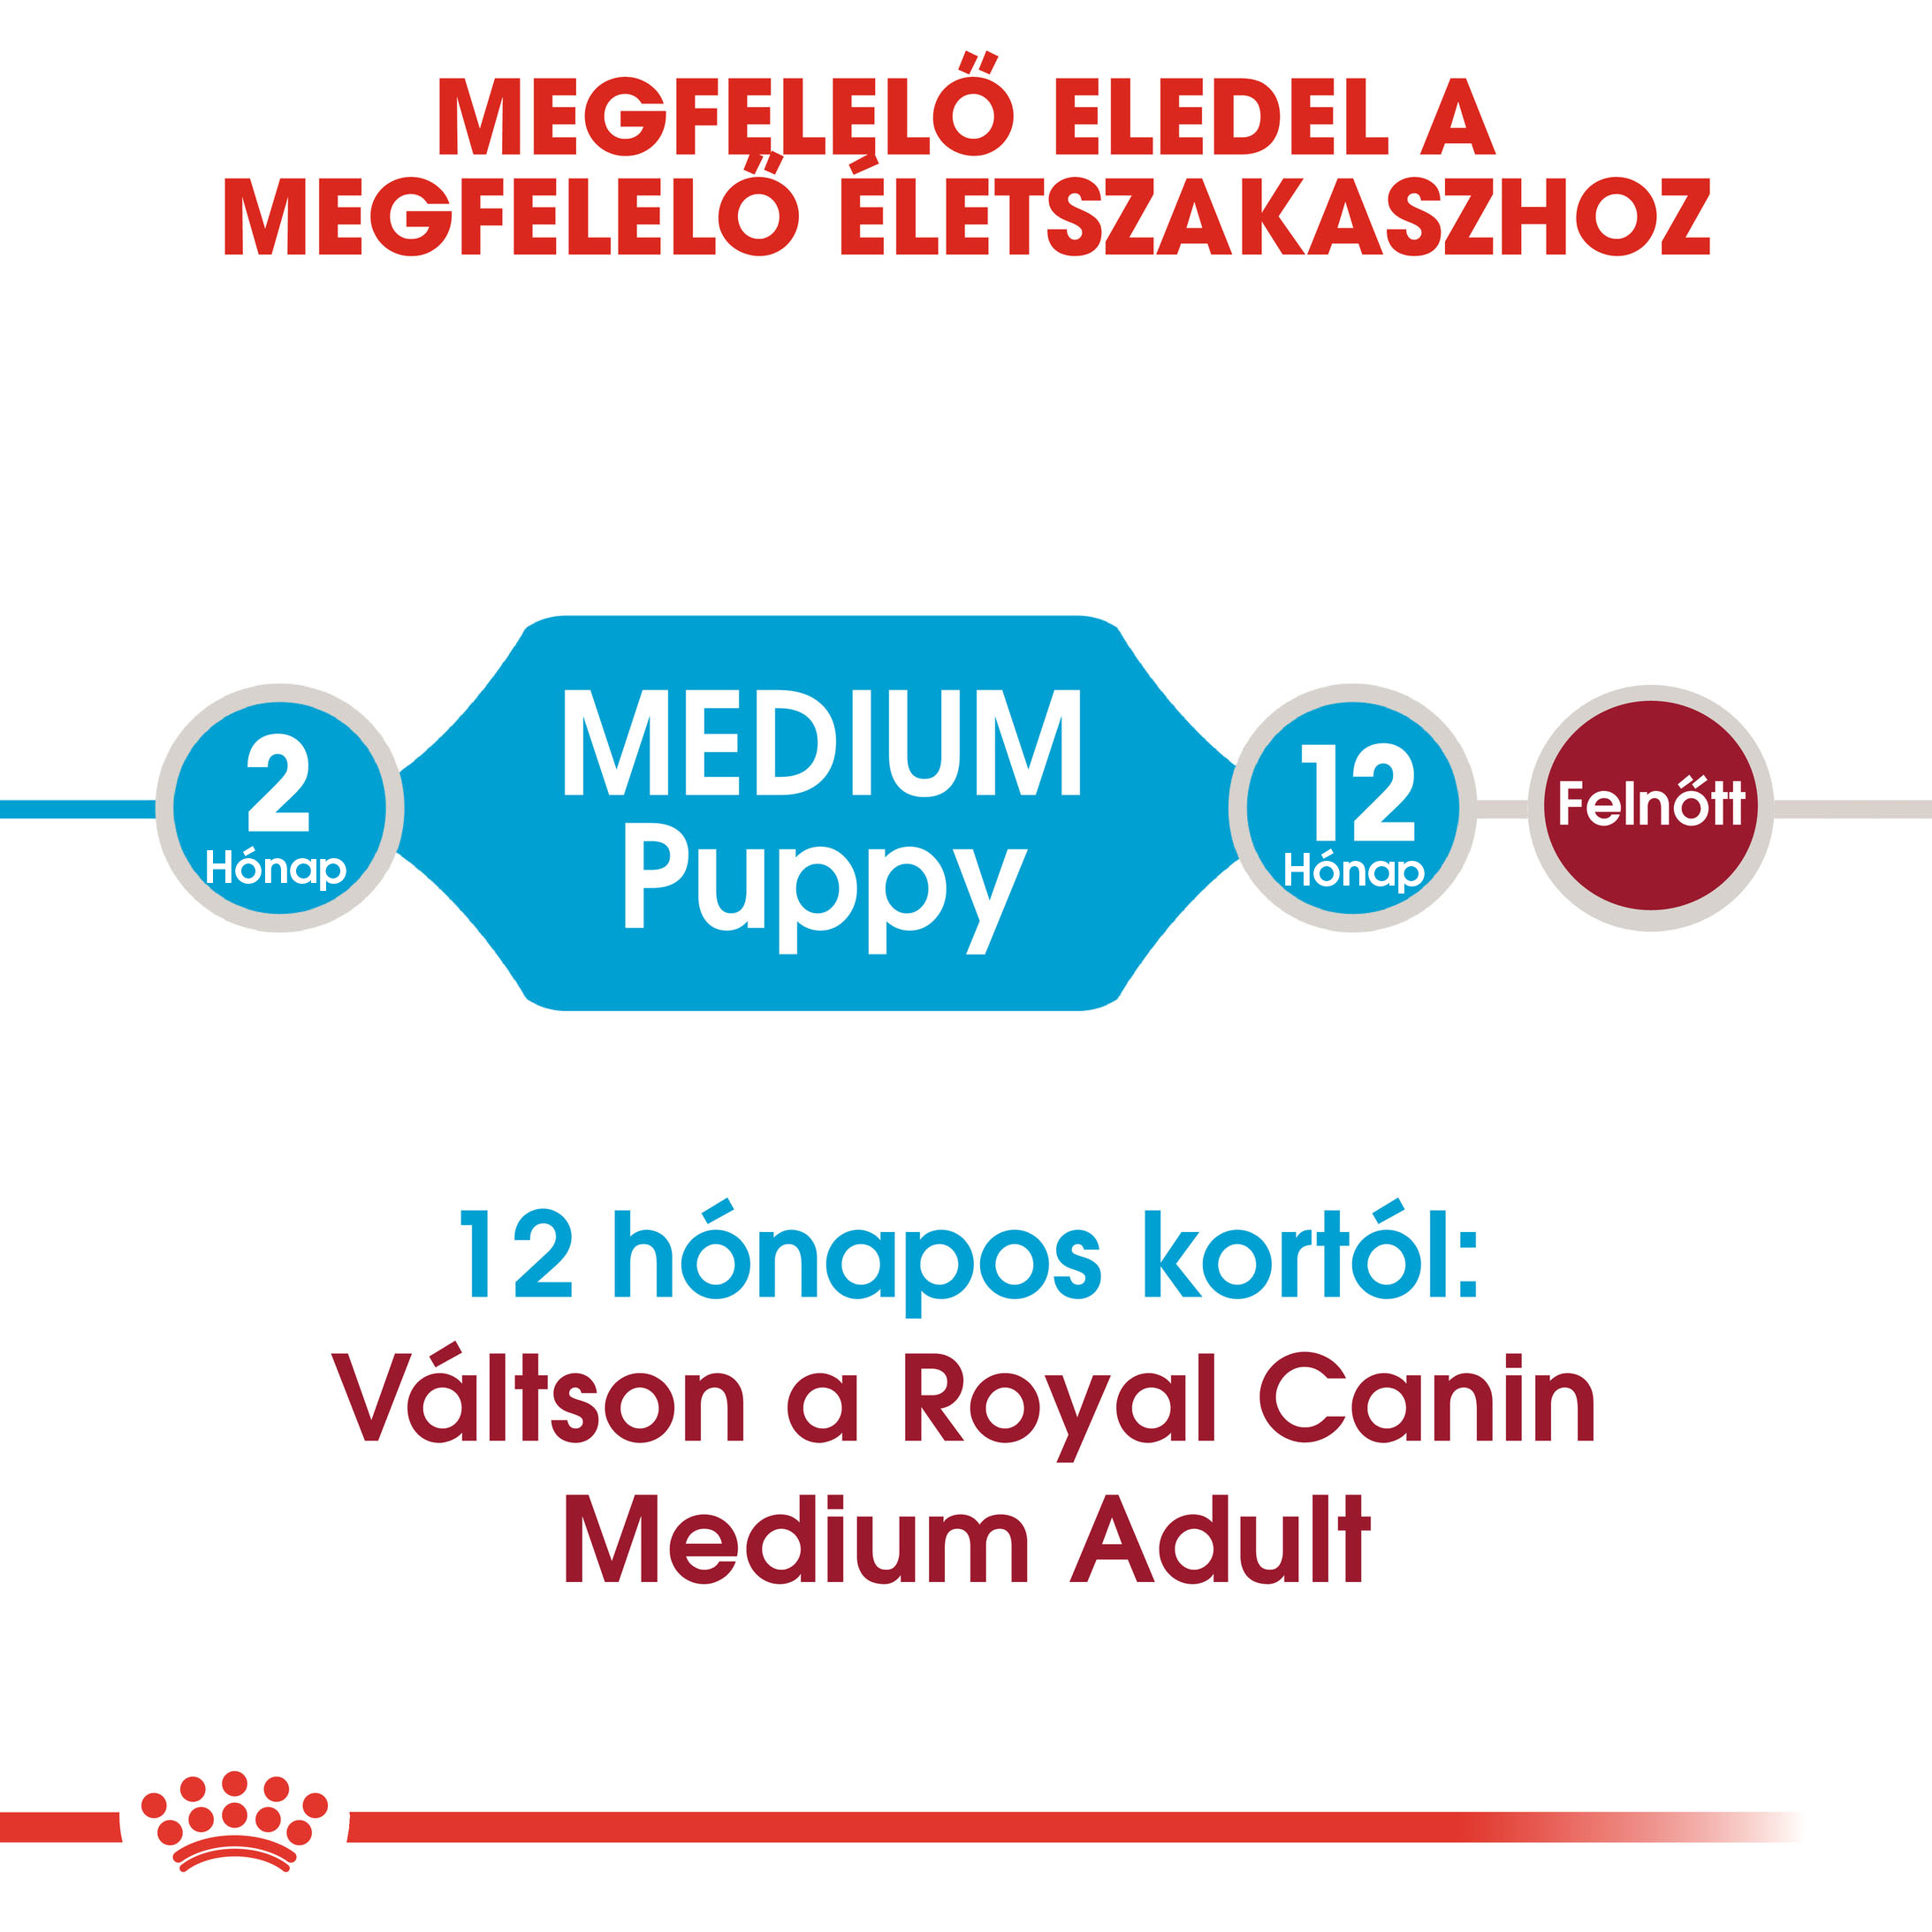 MEGFELELŐ ELEDEL A
MEGFELELŐ ÉLETSZAKASZHOZ
2
Hónap
MEDIUM
Puppy
12
Hónap
Felnőtt
12 hónapos kortól:
Váltson a Royal Canin
Medium Adult